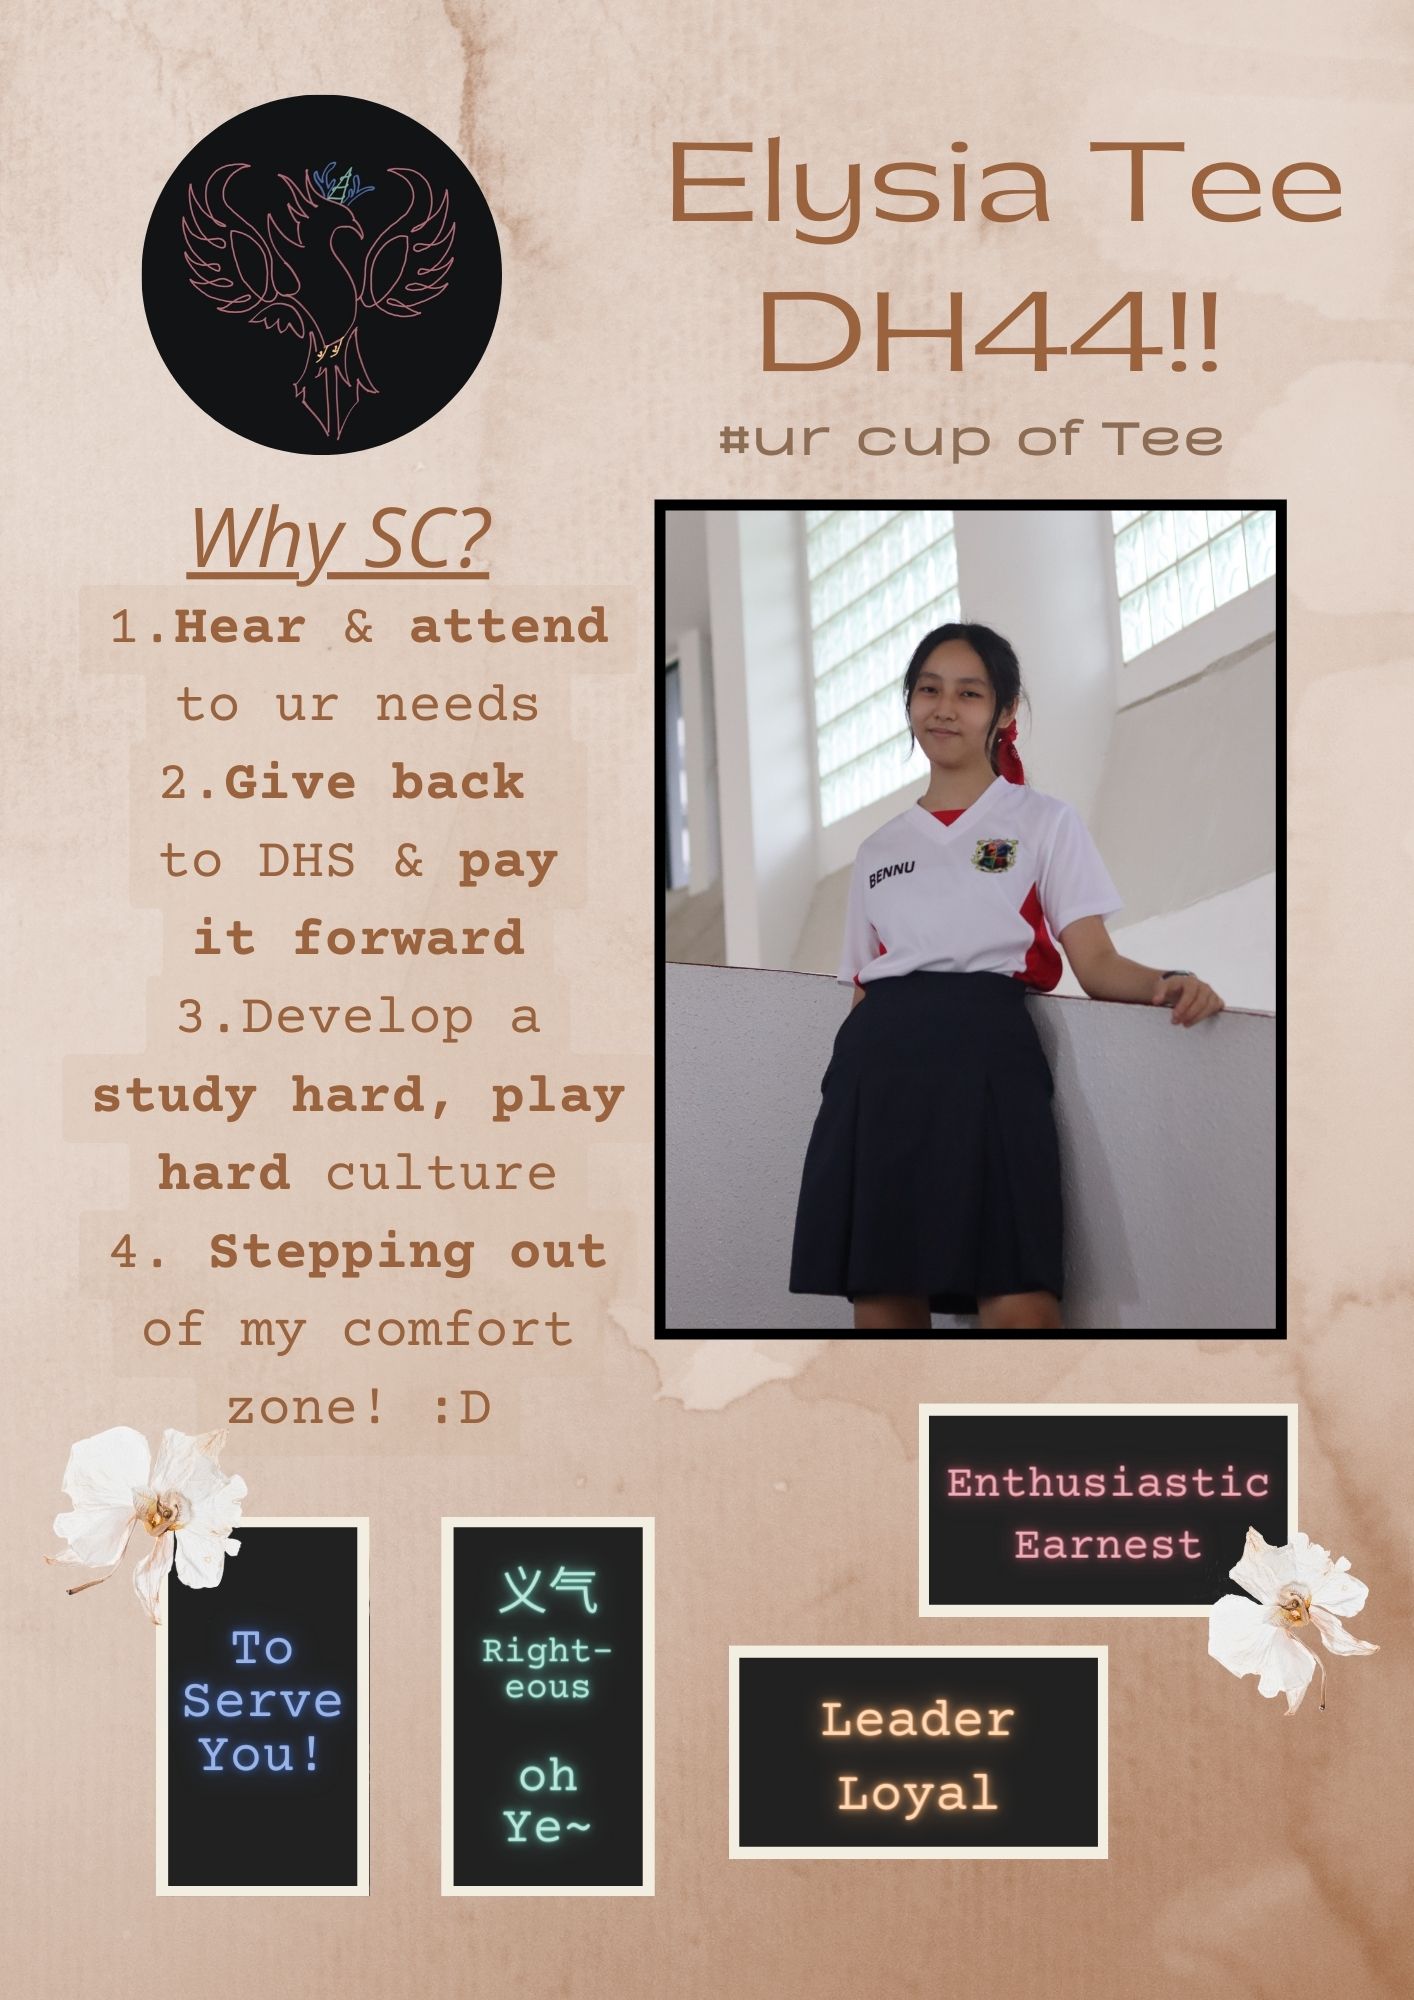 A
Elysia Tee
DH44!!
#ur cup of Tee
Why SC?
1.Hear & attend
to ur needs
2.Give back
to DHS & pay
it forward
3.Develop a
study hard, play
hard culture
4. Stepping out
of my comfort
zone! :D
BENNU
Enthusiastic
Earnest
To
Serve
You!
义气
Right-
eous
oh
Ye~
Leader
Loyal